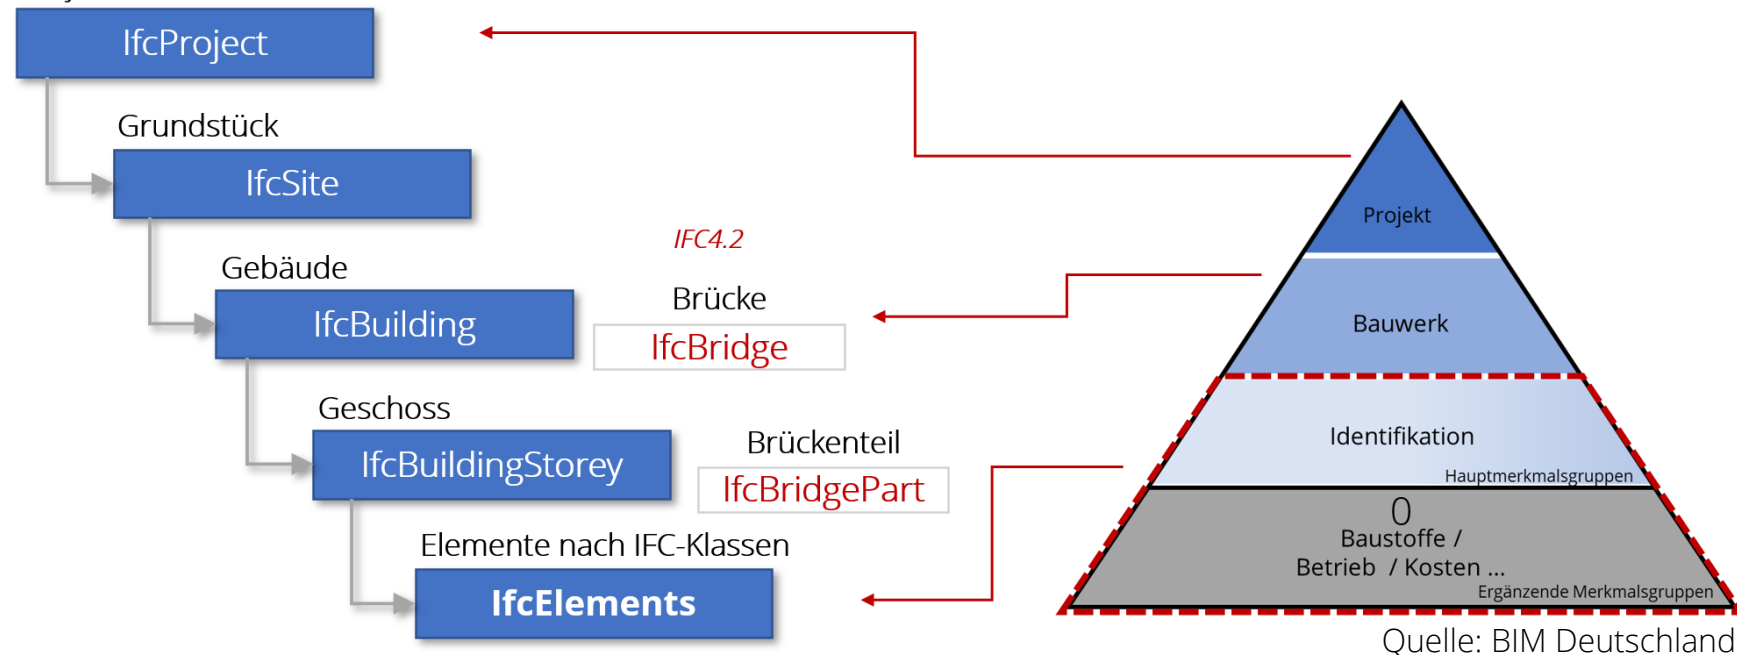 IfcProject
Grundstück
IfcSite
IFC4.2
Gebäude
IfcBuilding
Brücke
IfcBridge
Geschoss
IfcBuildingStorey
Brückenteil
IfcBridgePart
Elemente nach IFC-Klassen
IfcElements
Projekt
Bauwerk
Identifikation
Hauptmerkmalsgruppen
0
Baustoffe /
Betrieb / Kosten ...
Ergänzende Merkmalsgruppen
Quelle: BIM Deutschland